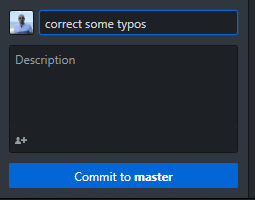 correct some typos
Description
Commit to master